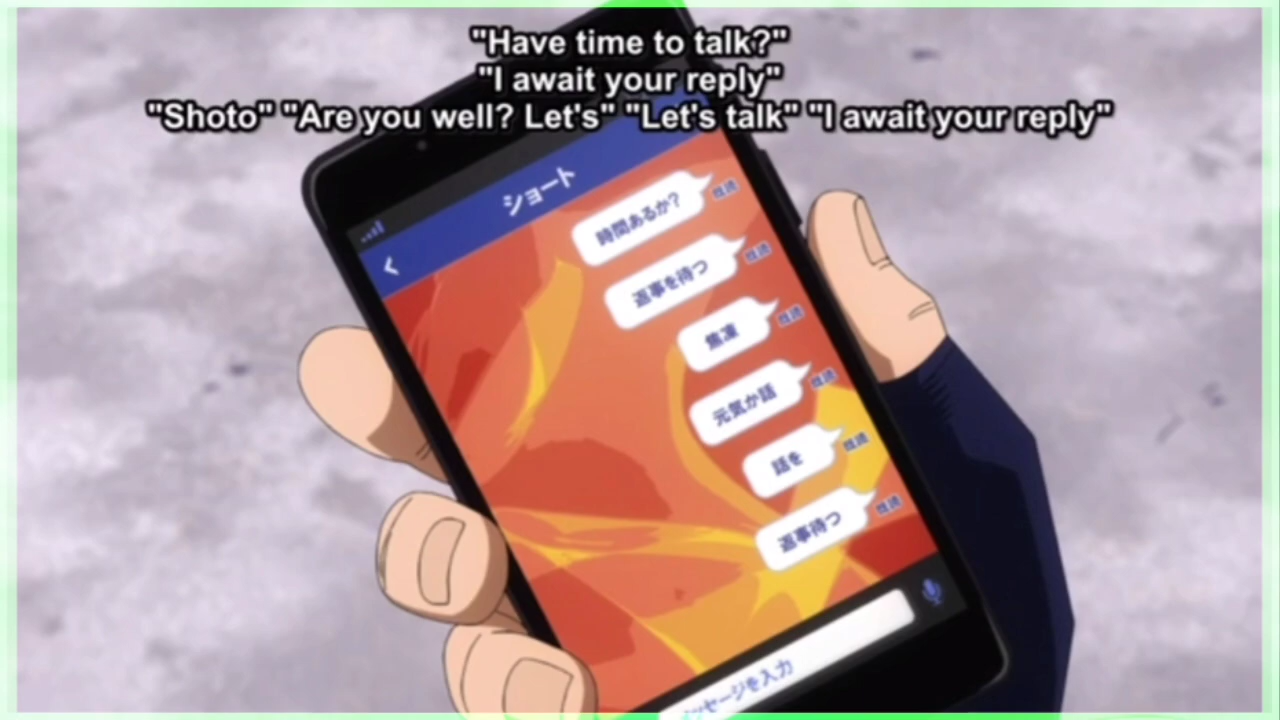 "Have time to talk?"
"I await your reply"
"Shoto" "Are you well? Let's" "Let's talk" "I await your reply"
ショート
時間あるか?
既読
返事を待つ
既読
焦凍
既読
元気か話
既読
話を
既読
返事待つ
既読
メッセージを入力